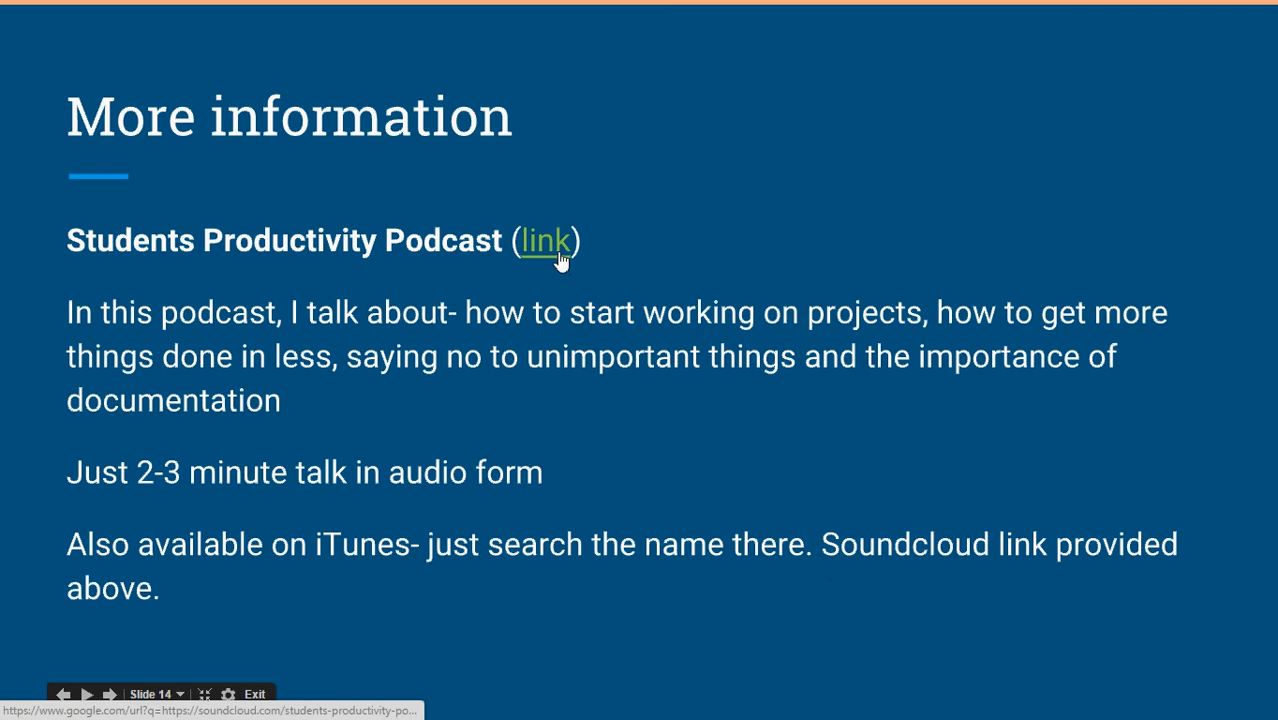 More information
Students Productivity Podcast (link)
In this podcast, I talk about- how to start working on projects, how to get more
things done in less, saying no to unimportant things and the importance of
documentation
Just 2-3 minute talk in audio form
Also available on iTunes- just search the name there. Soundcloud link provided
above.
Slide 14 Exit
https://www.google.com/url?q=https://soundcloud.com/students-productivity-po...